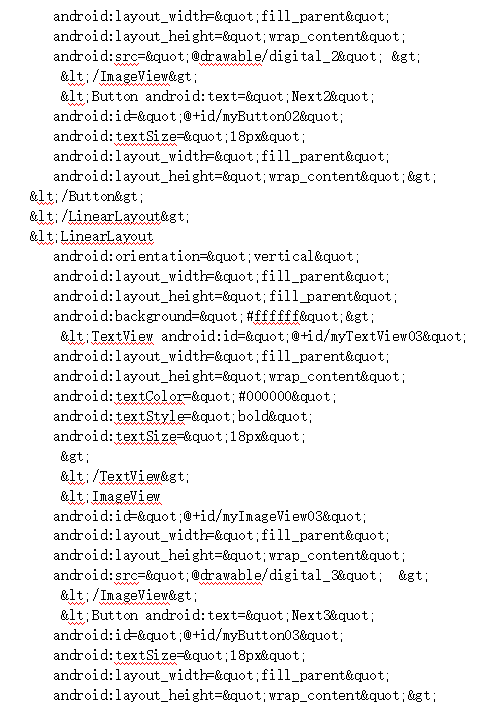 android:layout_width=&quot;fill_parent&quot;
android:layout_height=&quot;wrap_content&quot;
android:src=&quot;@drawable/digital_2&quot; &gt;
&lt;/ImageView&gt;
&lt;Button android:text=&quot;Next2&quot;
android:id=&quot;@+id/myButton02&quot;
android:textSize=&quot;18px&quot;
android:layout_width=&quot;fill_parent&quot;
android:layout_height=&quot;wrap_content&quot;&gt;
&lt;/Button&gt;
&lt;/LinearLayout&gt;
&lt;LinearLayout
android:orientation=&quot;vertical&quot;
android:layout_width=&quot;fill_parent&quot;
android:layout_height=&quot;fill_parent&quot;
android:background=&quot;#ffffff&quot;&gt;
&lt;TextView android:id=&quot;@+id/myTextView03&quot;
android:layout_width=&quot;fill_parent&quot;
android:layout_height=&quot;wrap_content&quot;
android:textColor=&quot;#000000&quot;
android:textStyle=&quot;bold&quot;
android:textSize=&quot;18px&quot;
&gt;
&lt;/TextView&gt;
&lt;ImageView
android:id=&quot;@+id/myImageView03&quot;
android:layout_width=&quot;fill_parent&quot;
android:layout_height=&quot;wrap_content&quot;
android:src=&quot;@drawable/digital_3&quot;  &gt;
&lt;/ImageView&gt;
&lt;Button android:text=&quot;Next3&quot;
android:id=&quot;@+id/myButton03&quot;
android:textSize=&quot;18px&quot;
android:layout_width=&quot;fill_parent&quot;
android:layout_height=&quot;wrap_content&quot;&gt;